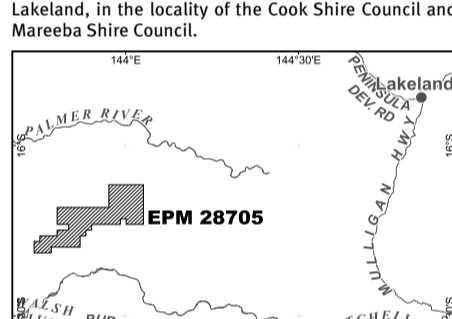 Lakeland, in the locality of the Cook Shire Council and
Mareeba Shire Council.
144°E
144°30'E
PENINSULA
DEV. RD
Lakeland
PALMER RIVER
16°S
16°S
MULLIGAN HWY
EPM 28705